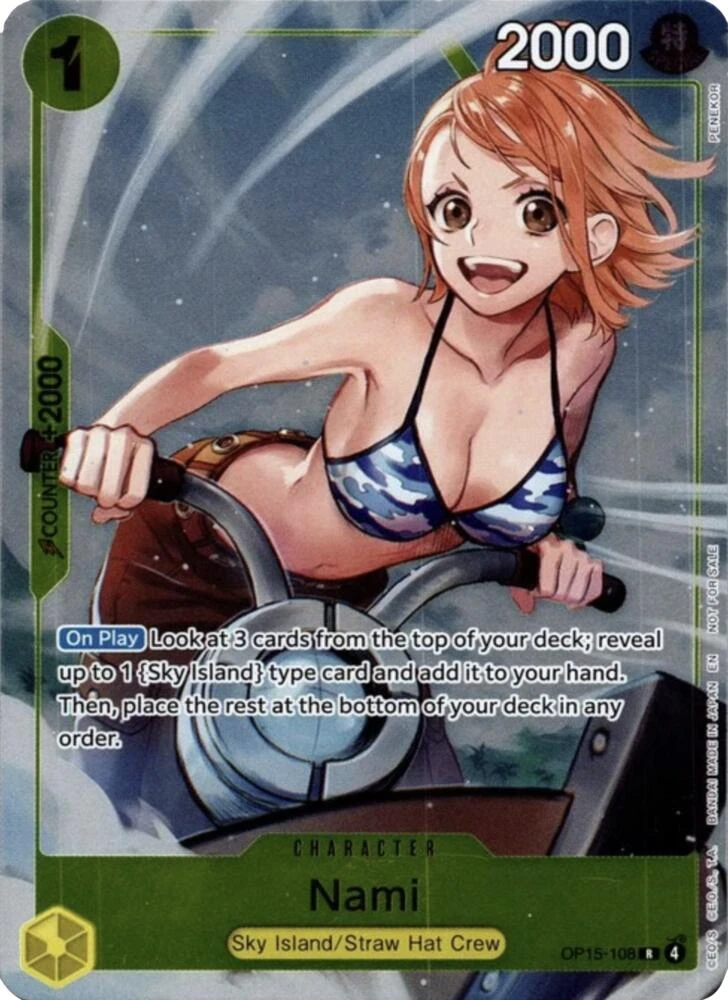 1
2000
特
PENEKOR
COUNTER +2000
On Play Look at 3 cards from the top of your deck; reveal
up to 1 {Sky Island} type card and add it to your hand.
Then, place the rest at the bottom of your deck in any
order.
CHARACTER
Nami
Sky Island/Straw Hat Crew
OP15-108 R 4
©EO/S ©E.O./S., T.A. BANDAI MADE IN JAPAN EN NOT FOR SALE